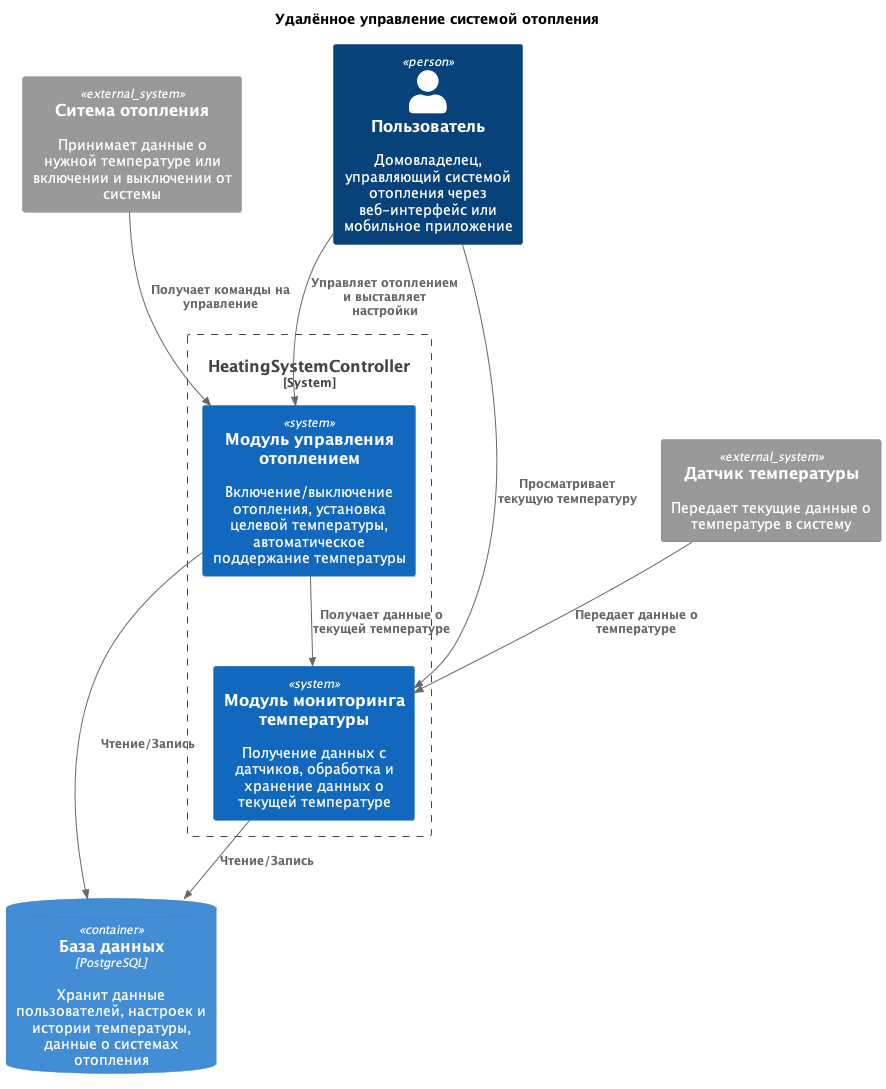 Удалённое управление системой отопления
«person»
Пользователь
Домовладелец,
управляющий системой
отопления через
веб-интерфейс или
мобильное приложение
«external_system»
Ситема отопления
Принимает данные о
нужной температуре или
включении и выключении от
системы
Получает команды на
управление
Управляет отоплением
и выставляет
настройки
HeatingSystemController
[System]
«system»
Модуль управления
отоплением
Включение/выключение
отопления, установка
целевой температуры,
автоматическое
поддержание температуры
Просматривает
текущую температуру
«external_system»
Датчик температуры
Передает текущие данные о
температуре в систему
Получает данные о
текущей температуре
Передает данные о
температуре
«system»
Модуль мониторинга
температуры
Получение данных с
датчиков, обработка и
хранение данных о
текущей температуре
Чтение/Запись
Чтение/Запись
«container»
База данных
[PostgreSQL]
Хранит данные
пользователей, настроек и
истории температуры,
данные о системах
отопления